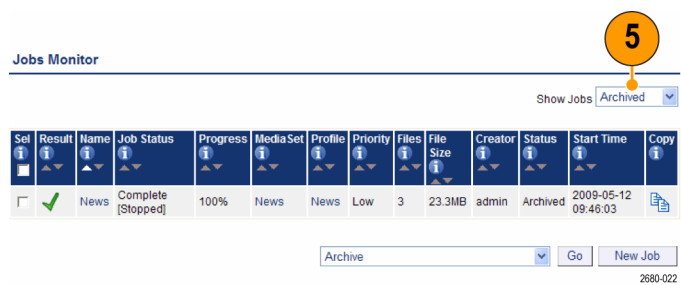 5
Jobs Monitor
Show Jobs Archived
Sel Result Name Job Status Progress MediaSet Profile Priority Files File Size Creator Status Start Time Copy
News Complete [Stopped] 100% News News Low 3 23.3MB admin Archived 2009-05-12 09:46:03
Archive Go New Job
2680-022